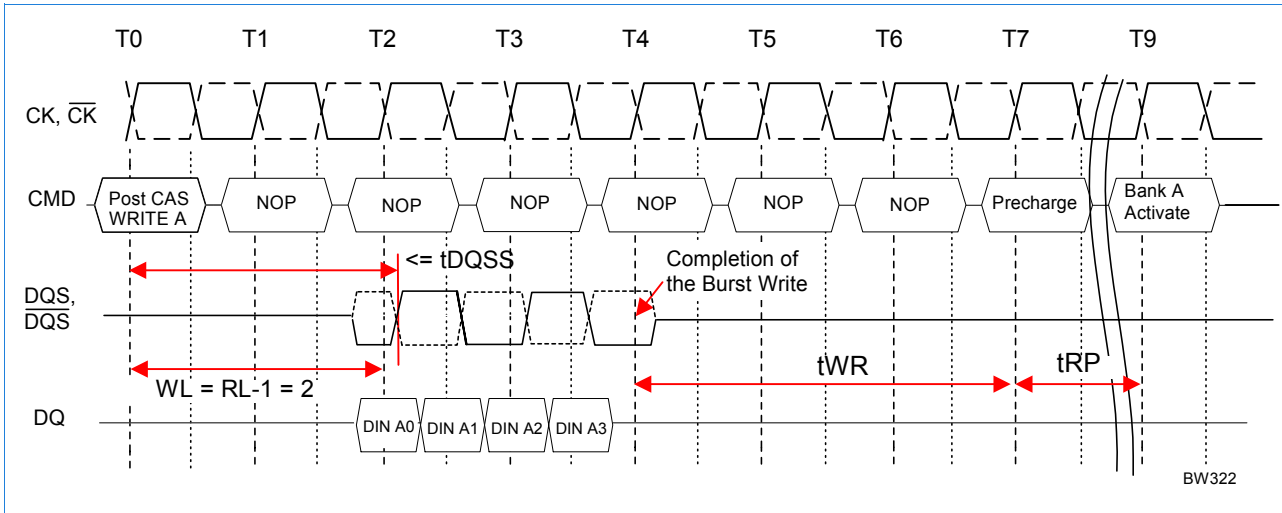 T0 T1 T2 T3 T4 T5 T6 T7 T9
CK, CK
CMD
Post CAS
WRITE A
NOP
NOP
NOP
NOP
NOP
NOP
Precharge
Bank A
Activate
<= tDQSS
Completion of
the Burst Write
DQS,
DQS
WL = RL-1 = 2
tWR
tRP
DQ
DIN A0
DIN A1
DIN A2
DIN A3
BW322